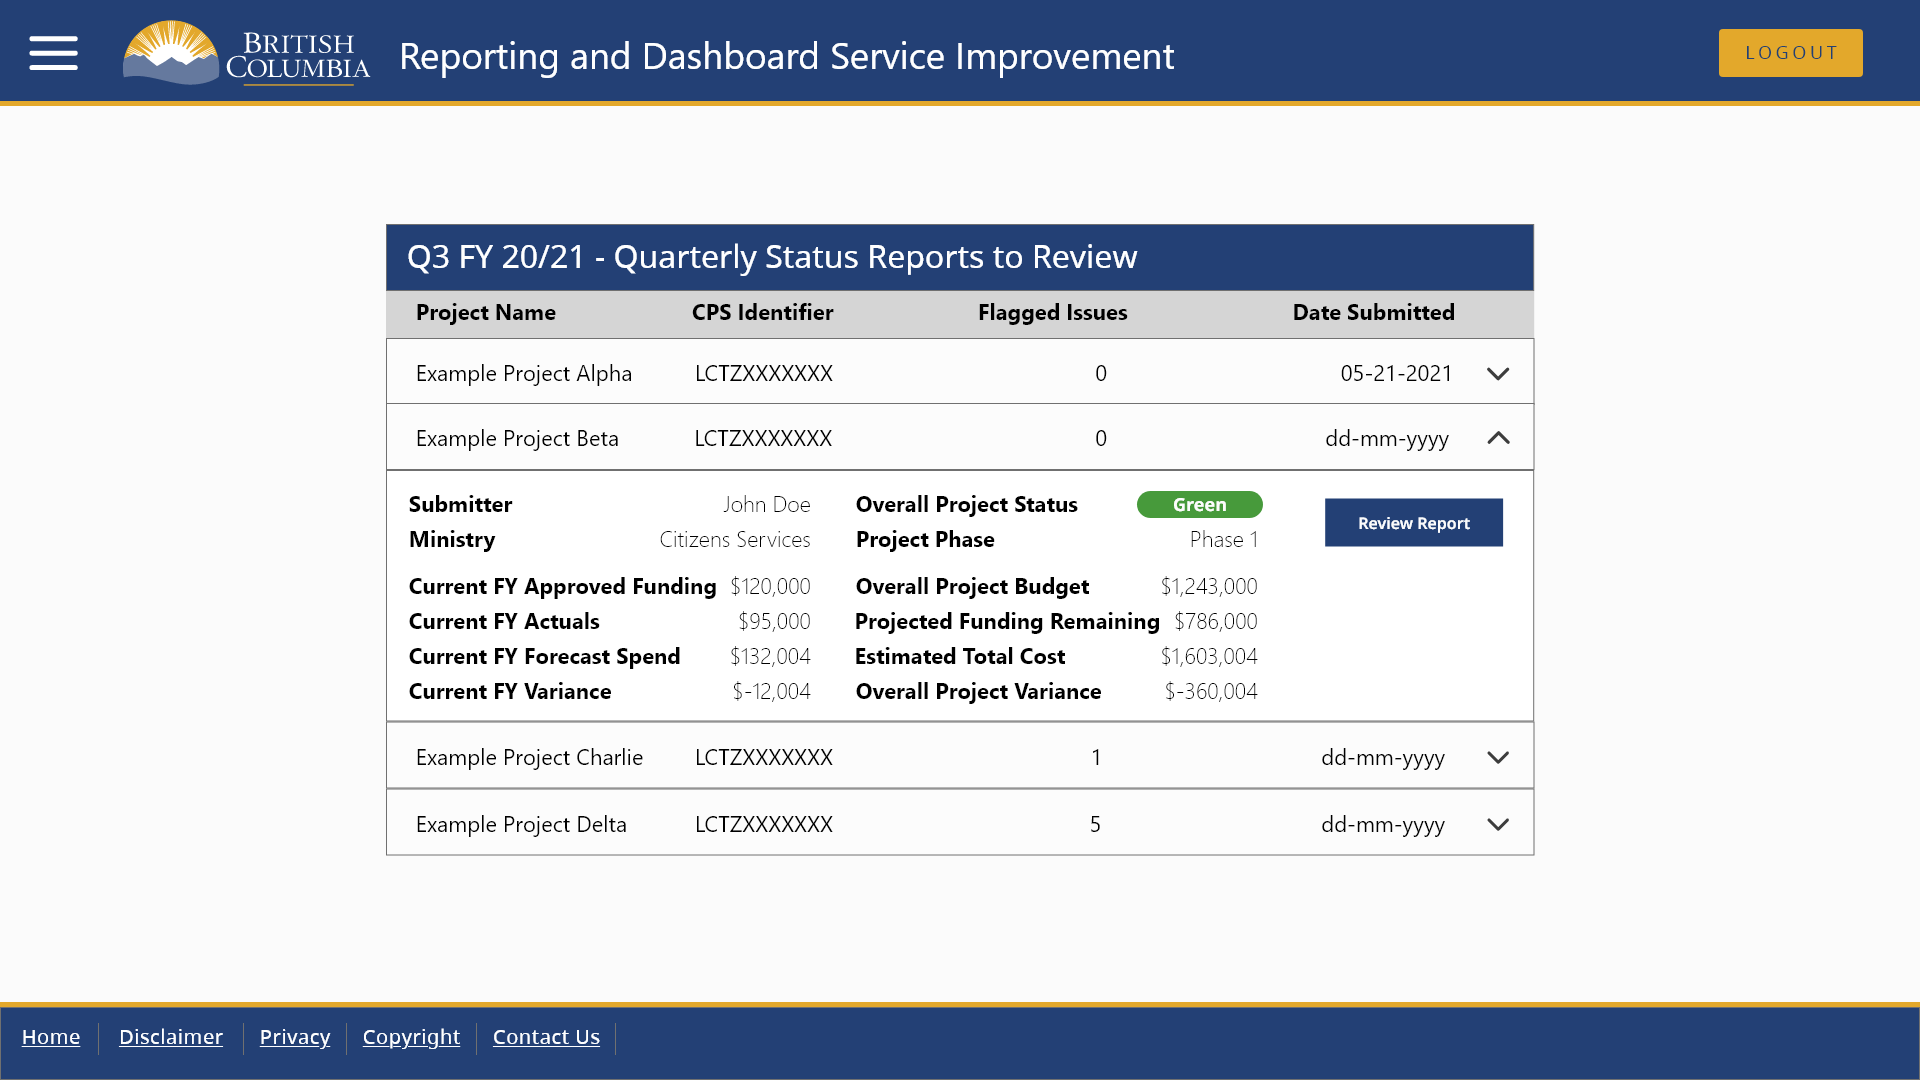 BRITISH
COLUMBIA
Reporting and Dashboard Service Improvement
LOGOUT
Q3 FY 20/21 - Quarterly Status Reports to Review
Project Name CPS Identifier Flagged Issues Date Submitted
Example Project Alpha LCTZXXXXXXX 0 05-21-2021
Example Project Beta LCTZXXXXXXX 0 dd-mm-yyyy
Submitter John Doe Overall Project Status Green Review Report
Ministry Citizens Services Project Phase Phase 1
Current FY Approved Funding $120,000 Overall Project Budget $1,243,000
Current FY Actuals $95,000 Projected Funding Remaining $786,000
Current FY Forecast Spend $132,004 Estimated Total Cost $1,603,004
Current FY Variance $-12,004 Overall Project Variance $-360,004
Example Project Charlie LCTZXXXXXXX 1 dd-mm-yyyy
Example Project Delta LCTZXXXXXXX 5 dd-mm-yyyy
Home Disclaimer Privacy Copyright Contact Us